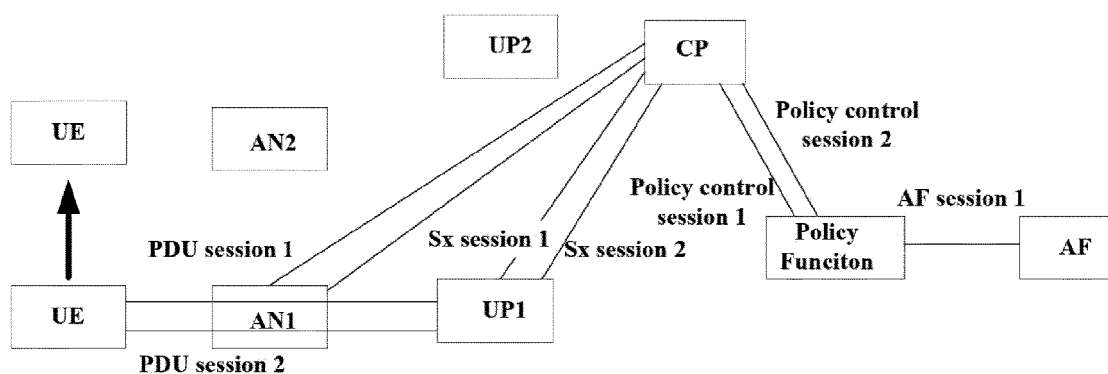 UP2
CP
UE
AN2
Policy control
session 2
Policy control
session 1
AF session 1
PDU session 1
Sx session 1
Sx session 2
Policy
Funciton
AF
UE
AN1
UP1
PDU session 2